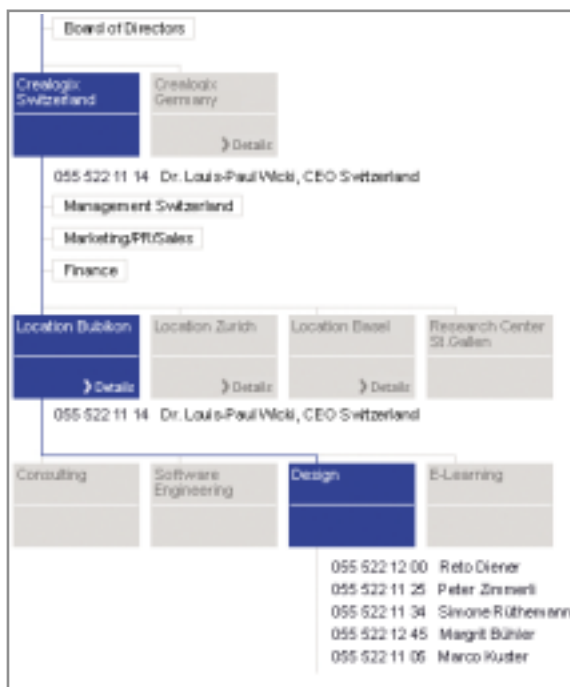 Board of Directors
Crealogix Switzerland
Crealogix Germany
❯ Details
055 522 11 14 Dr. Louis-Paul Wicki, CEO Switzerland
Management Switzerland
Marketing/PR/Sales
Finance
Location Bubikon
❯ Details
Location Zurich
❯ Details
Location Basel
❯ Details
Research Center St.Gallen
055 522 11 14 Dr. Louis-Paul Wicki, CEO Switzerland
Consulting
Software Engineering
Design
E-Learning
055 522 12 00 Reto Diener
055 522 11 25 Peter Zimmerli
055 522 11 34 Simone Rüthemann
055 522 12 45 Margrit Bühler
055 522 11 05 Marco Kuster